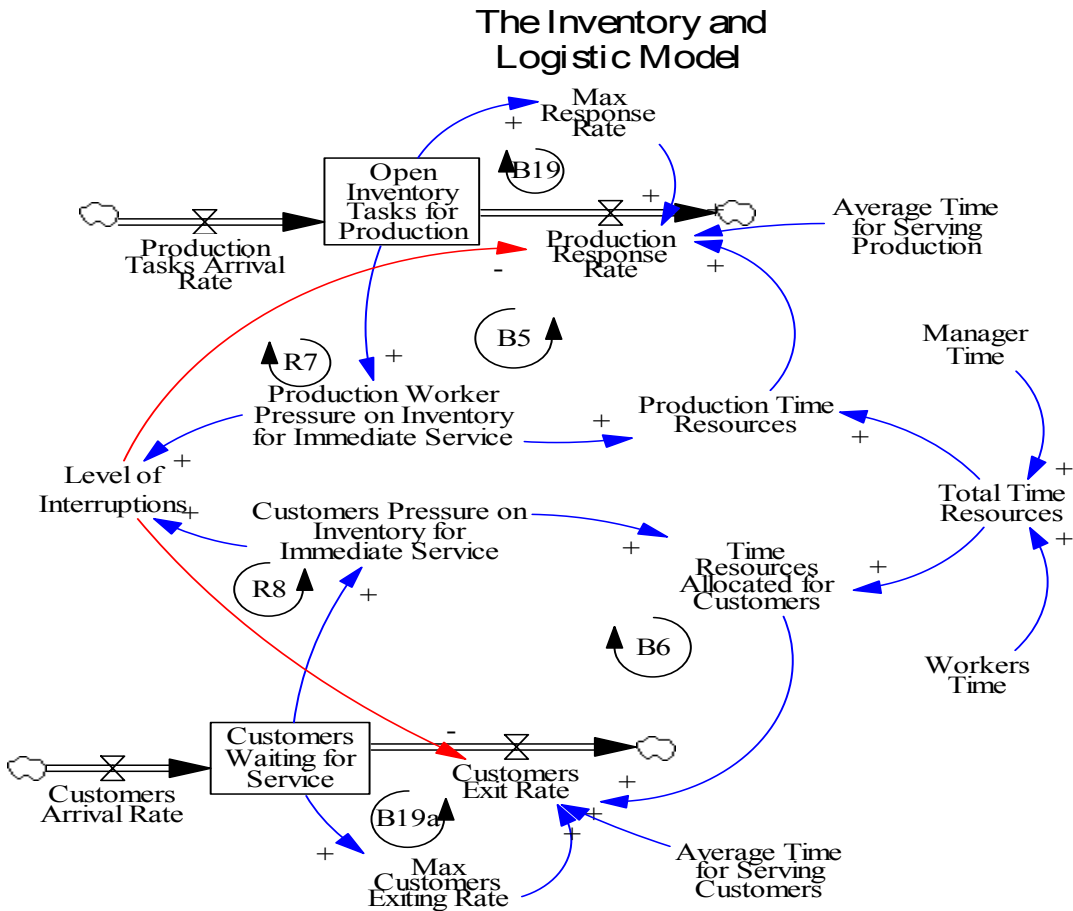 The Inventory and
Logistic Model
Max
Response
Rate
+
B19
Open
Inventory
Tasks for
Production
+
+
Average Time
for Serving
Production
Production
Tasks Arrival
Rate
Production
Response
Rate
-
+
B5
R7
+
Manager
Time
Production Worker
Pressure on Inventory
for Immediate Service
+
Production Time
Resources
+
+
Level of
Interruptions
+
+
Total Time
Resources
+
Customers Pressure on
Inventory for
Immediate Service
+
Time
Resources
Allocated for
Customers
+
R8
+
B6
Workers
Time
Customers
Waiting for
Service
-
Customers
Exit Rate
+
+
+
Customers
Arrival Rate
B19a
+
Max
Customers
Exiting Rate
Average Time
for Serving
Customers